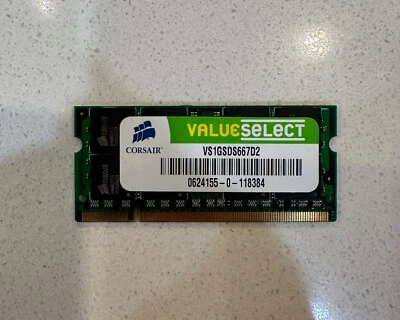 VALUESELECT
CORSAIR
VS1GSDS667D2
0624155-0-118384